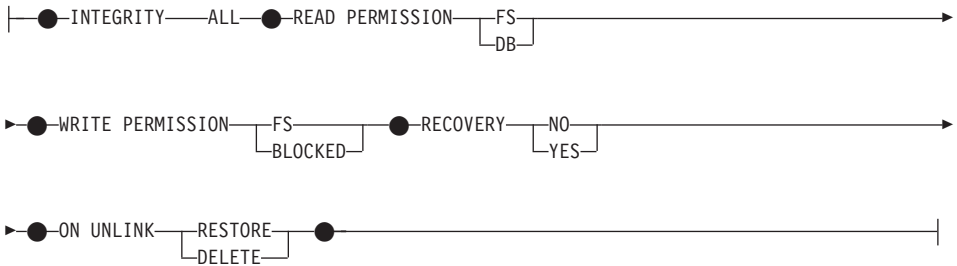 INTEGRITY ALL READ PERMISSION FS
DB
WRITE PERMISSION FS RECOVERY NO
BLOCKED YES
ON UNLINK RESTORE
DELETE